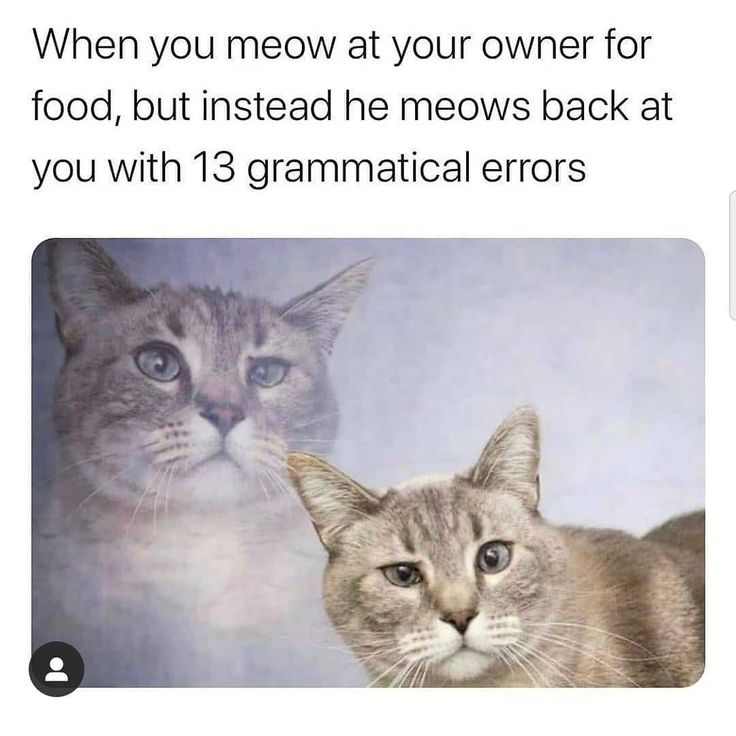 When you meow at your owner for
food, but instead he meows back at
you with 13 grammatical errors